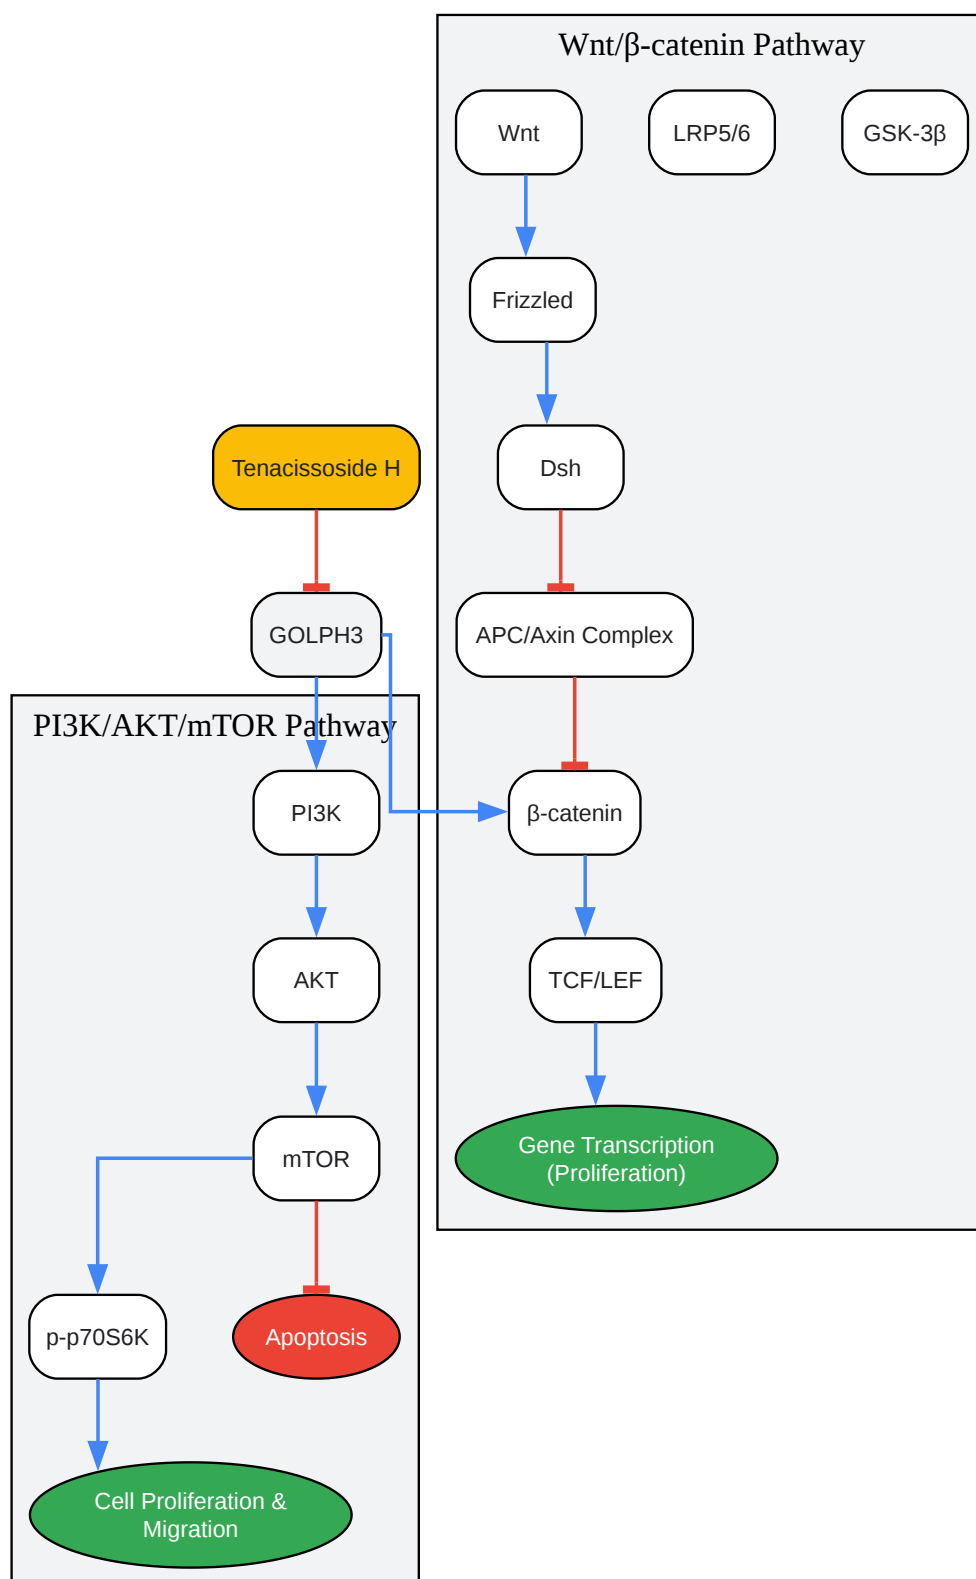 Wnt/β-catenin Pathway
Wnt
LRP5/6
GSK-3β
Frizzled
Tenacissoside H
Dsh
GOLPH3
APC/Axin Complex
PI3K/AKT/mTOR Pathway
PI3K
β-catenin
AKT
TCF/LEF
mTOR
Gene Transcription
(Proliferation)
p-p70S6K
Apoptosis
Cell Proliferation &
Migration